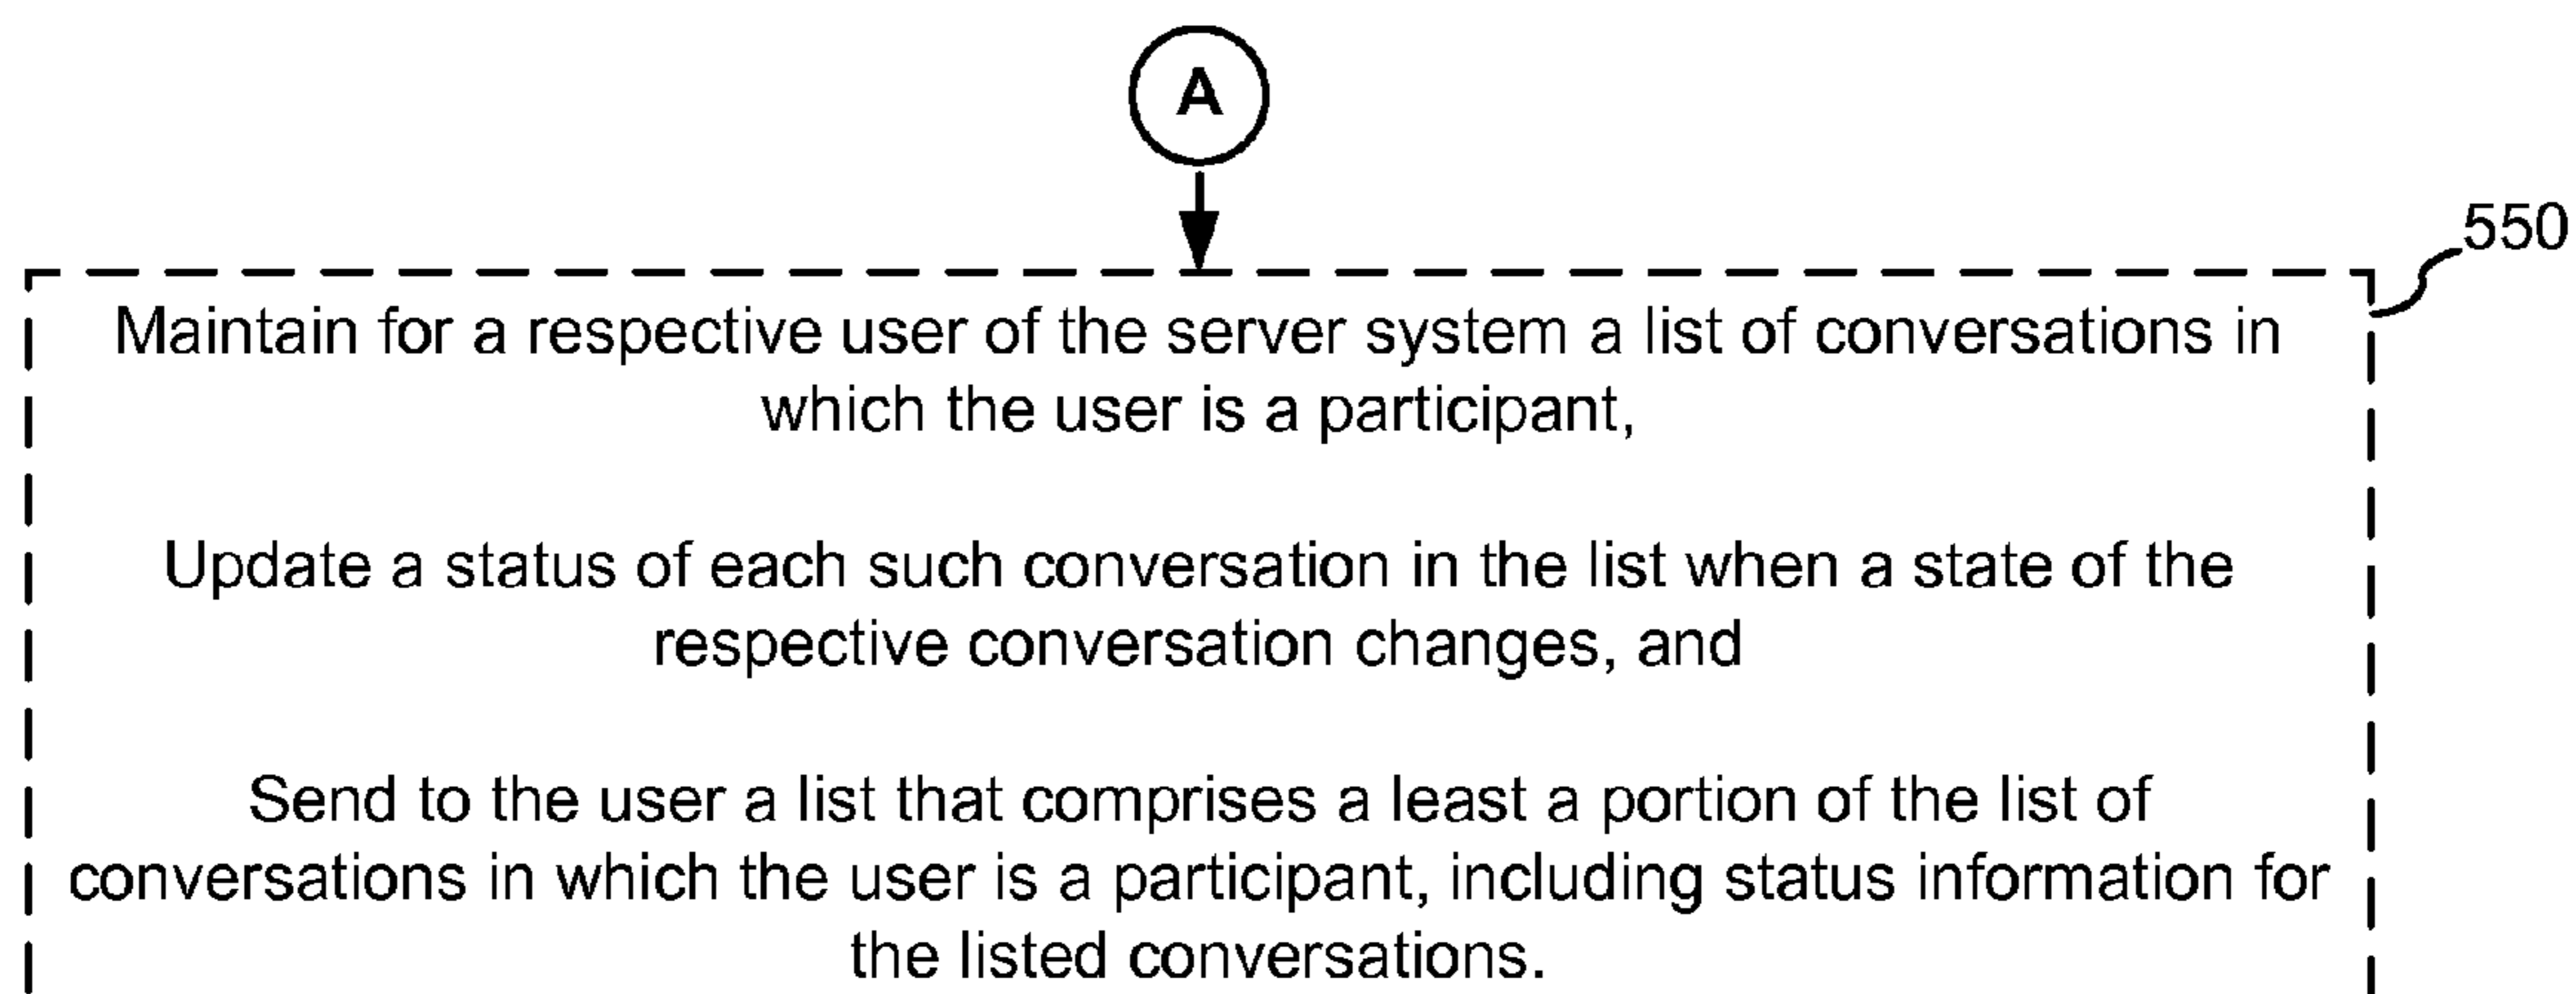 A
550
Maintain for a respective user of the server system a list of conversations in
which the user is a participant,
Update a status of each such conversation in the list when a state of the
respective conversation changes, and
Send to the user a list that comprises a least a portion of the list of
conversations in which the user is a participant, including status information for
the listed conversations.